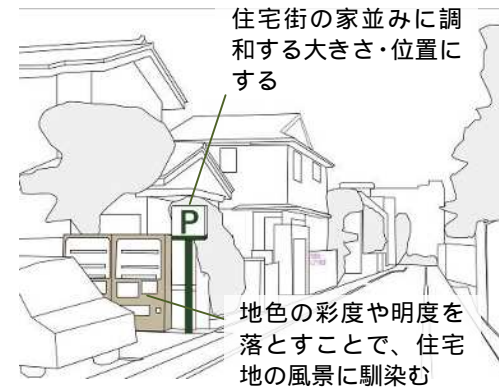 住宅街の家並みに調
和する大きさ・位置に
する
P
地色の彩度や明度を
落とすことで、住宅
地の風景に馴染む